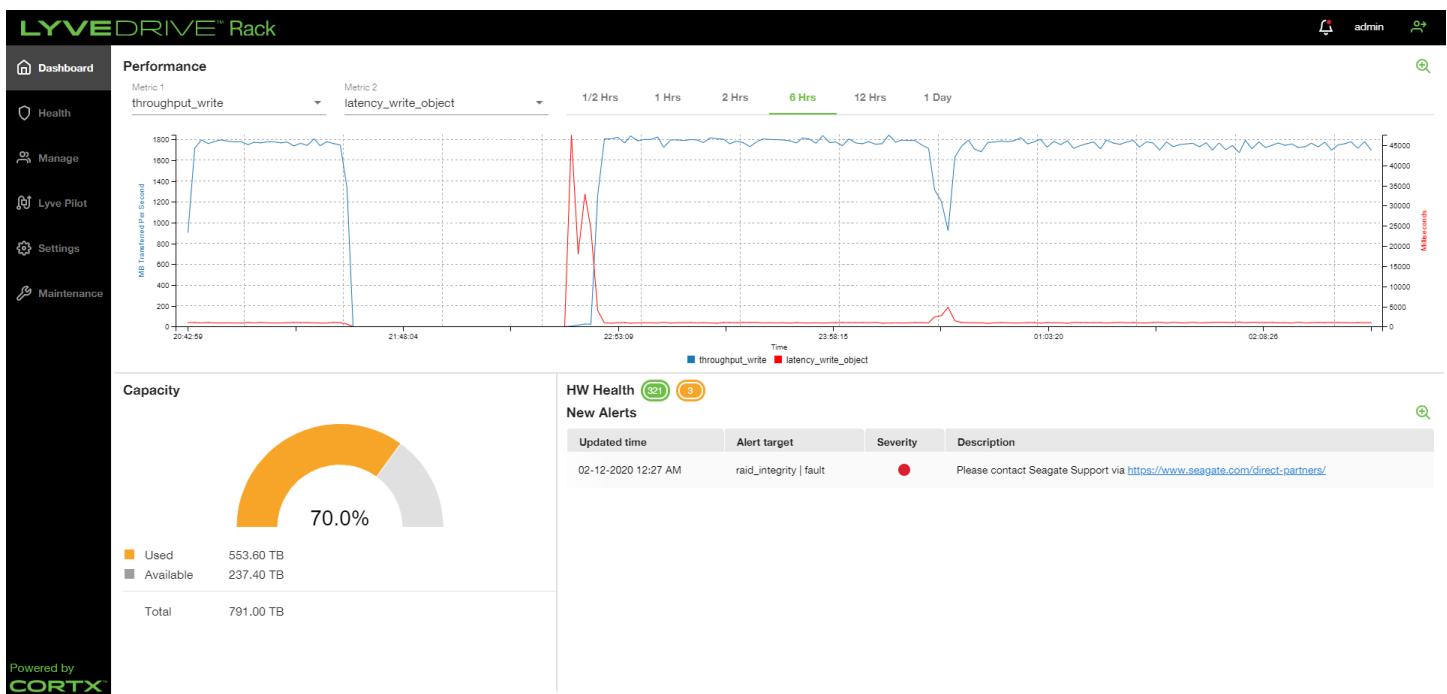 LYVEDRIVE™ Rack
admin
Dashboard
Health
Manage
Lyve Pilot
Settings
Maintenance
Powered by
CORTX
Performance
Metric 1
throughput_write
Metric 2
latency_write_object
1/2 Hrs 1 Hrs 2 Hrs 6 Hrs 12 Hrs 1 Day
MB Transferred Per Second
1800
1600
1400
1200
1000
800
600
400
200
0
45000
40000
35000
30000
25000
20000
15000
10000
5000
0
Milliseconds
20:42:59 21:48:04 22:53:09 23:58:15 01:03:20 02:08:26
Time
throughput_write latency_write_object
Capacity
70.0%
Used 553.60 TB
Available 237.40 TB
Total 791.00 TB
HW Health 321 3
New Alerts
Updated time Alert target Severity Description
02-12-2020 12:27 AM raid_integrity | fault Please contact Seagate Support via https://www.seagate.com/direct-partners/